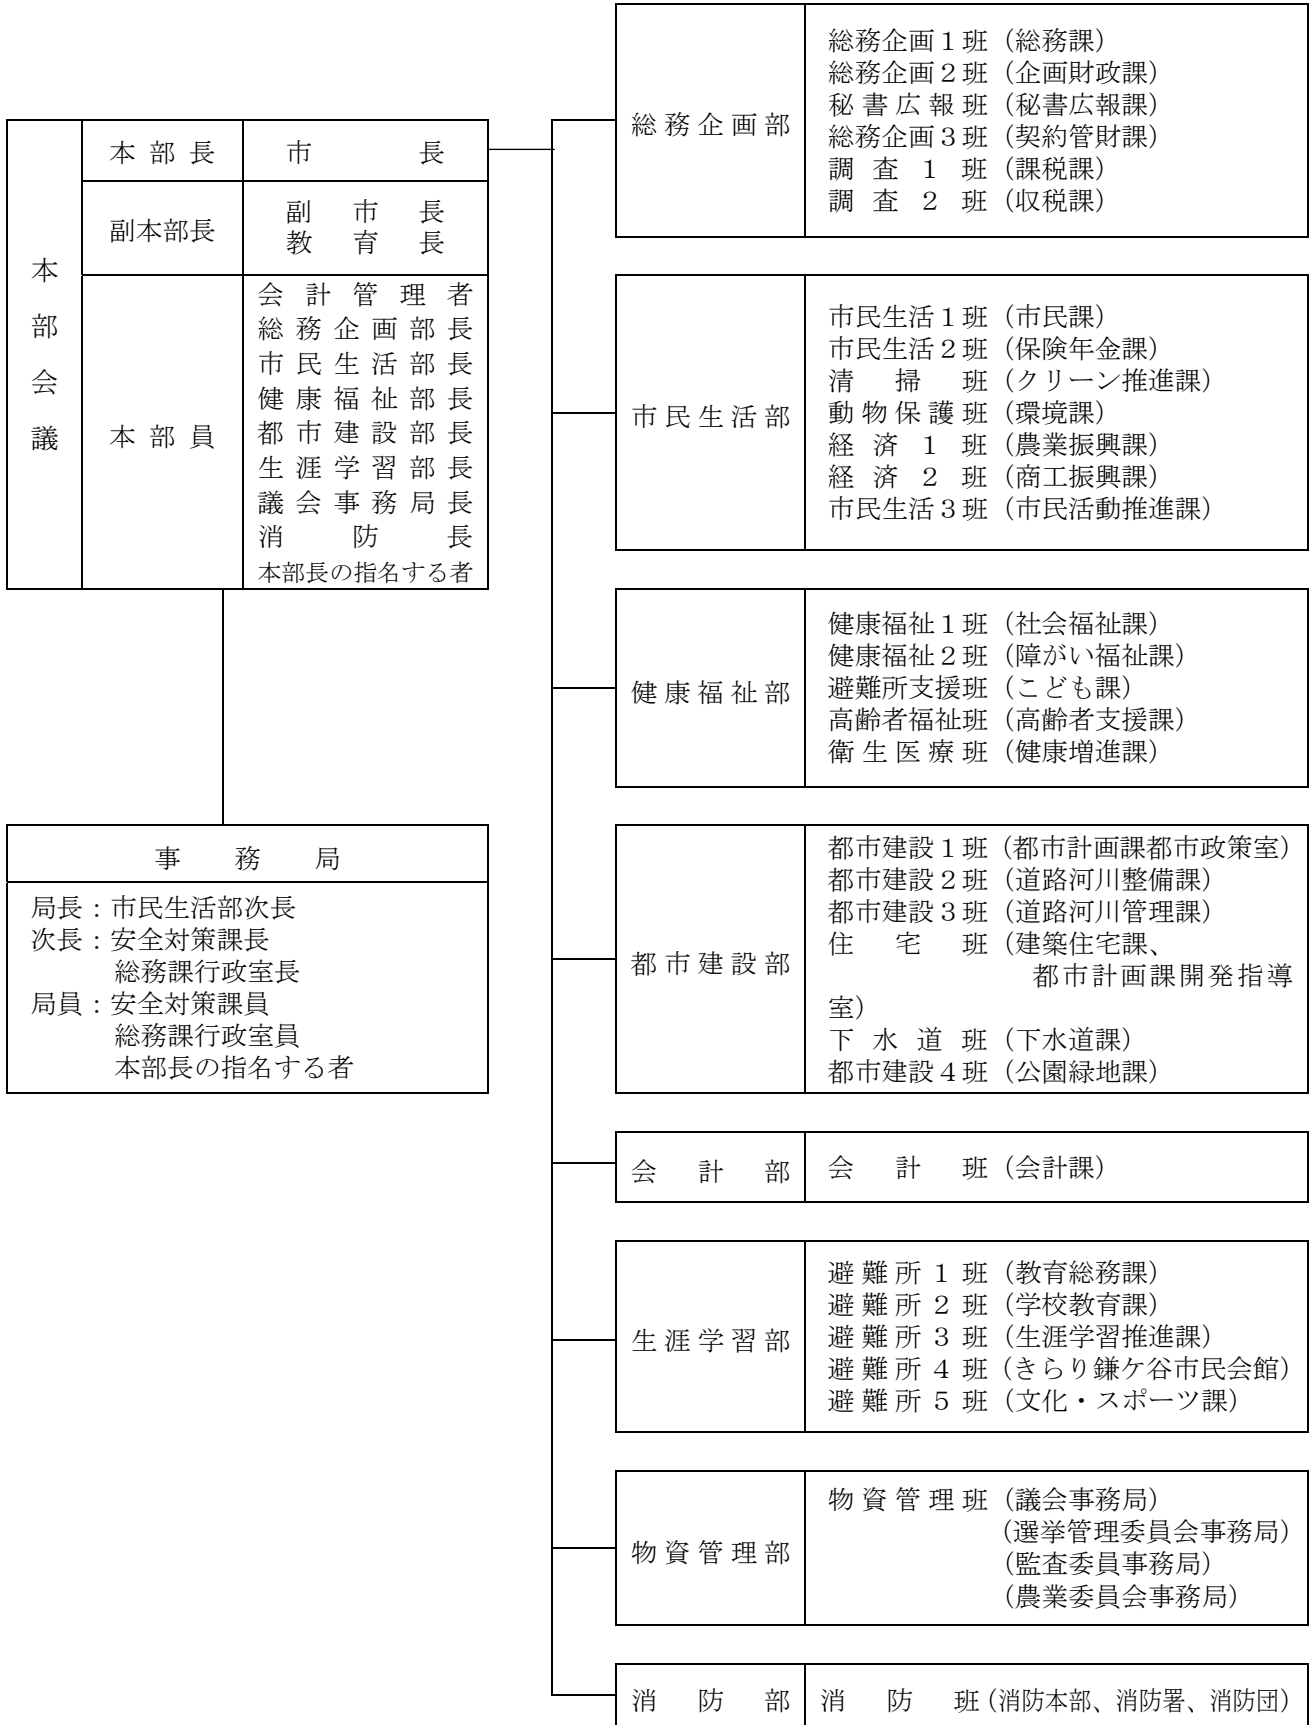 本部会議
本部長 市長
副本部長 副市長
教育長
本部員 会計管理者
総務企画部長
市民生活部長
健康福祉部長
都市建設部長
生涯学習部長
議会事務局長
消防長
本部長の指名する者
事務局
局長：市民生活部次長
次長：安全対策課長
総務課行政室長
局員：安全対策課員
総務課行政室員
本部長の指名する者
総務企画部
総務企画１班（総務課）
総務企画２班（企画財政課）
秘書広報班（秘書広報課）
総務企画３班（契約管財課）
調査１班（課税課）
調査２班（収税課）
市民生活部
市民生活１班（市民課）
市民生活２班（保険年金課）
清掃班（クリーン推進課）
動物保護班（環境課）
経済１班（農業振興課）
経済２班（商工振興課）
市民生活３班（市民活動推進課）
健康福祉部
健康福祉１班（社会福祉課）
健康福祉２班（障がい福祉課）
避難所支援班（こども課）
高齢者福祉班（高齢者支援課）
衛生医療班（健康増進課）
都市建設部
都市建設１班（都市計画課都市政策室）
都市建設２班（道路河川整備課）
都市建設３班（道路河川管理課）
住宅班（建築住宅課、
都市計画課開発指導
室）
下水道班（下水道課）
都市建設４班（公園緑地課）
会計部
会計班（会計課）
生涯学習部
避難所１班（教育総務課）
避難所２班（学校教育課）
避難所３班（生涯学習推進課）
避難所４班（きらり鎌ケ谷市民会館）
避難所５班（文化・スポーツ課）
物資管理部
物資管理班（議会事務局）
（選挙管理委員会事務局）
（監査委員事務局）
（農業委員会事務局）
消防部
消防班（消防本部、消防署、消防団）